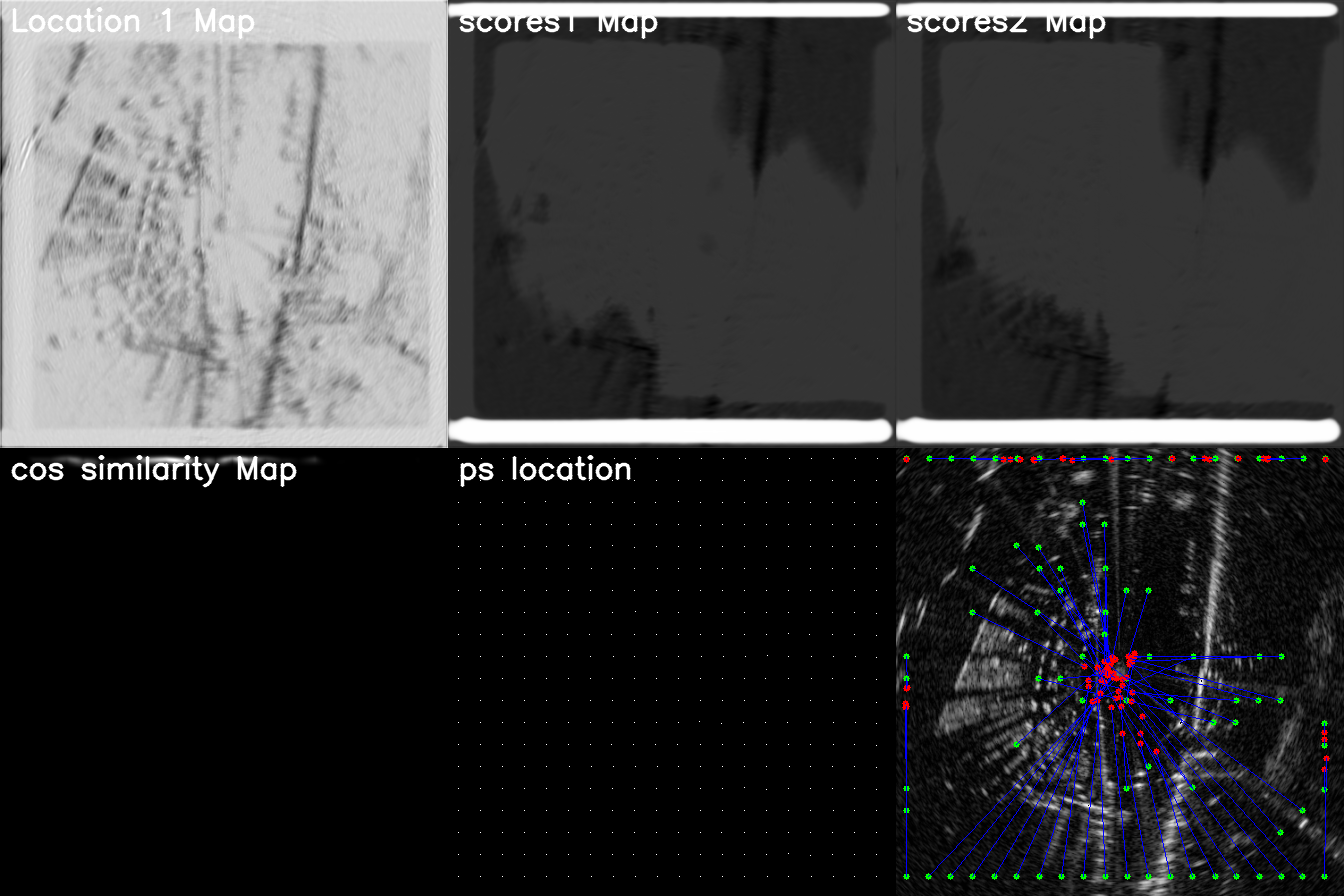 Location 1 Map
scores1 Map
scores2 Map
cos similarity Map
ps location